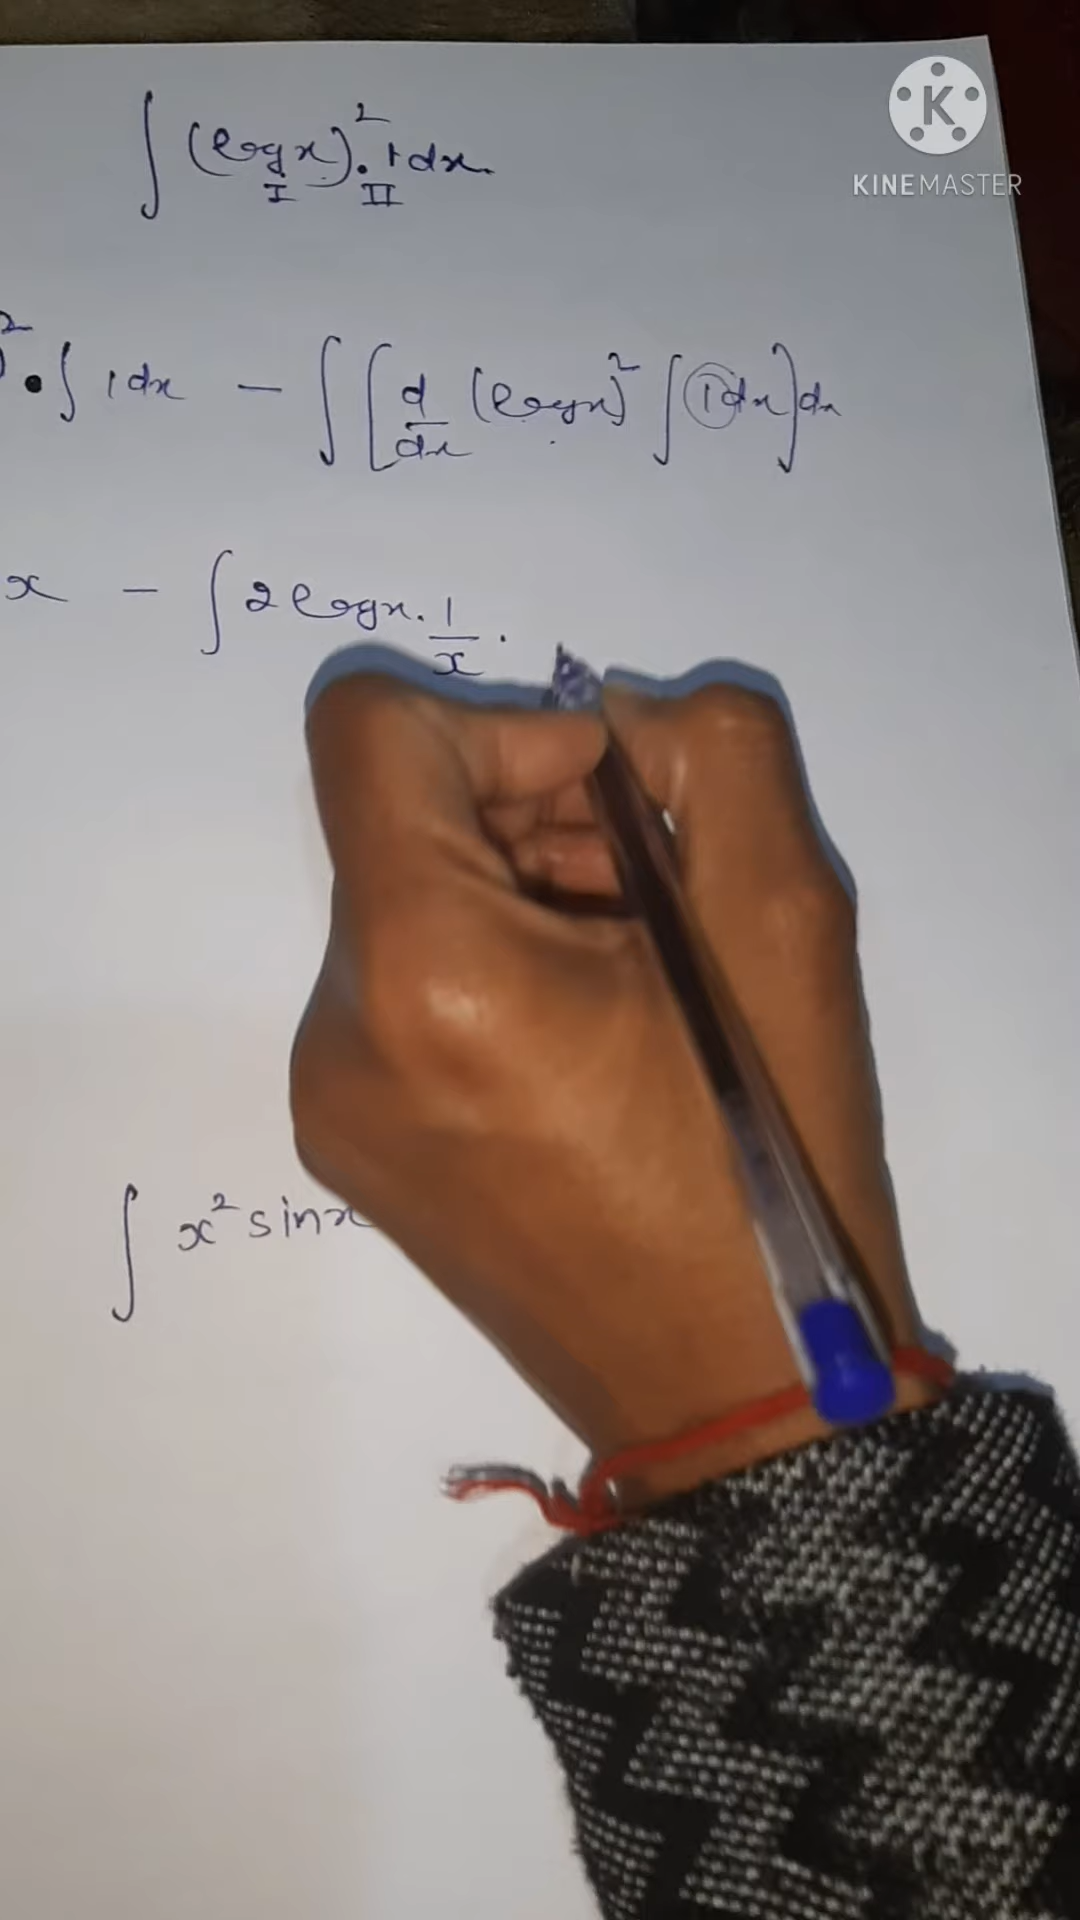 ∫ (log x)² . 1 dx
I II
KINEMASTER
² . ∫ 1 dx − ∫ [ d/dx (log x)² ∫ 1 dx ] dx
x − ∫ 2 log x . 1/x .
∫ x² sin x